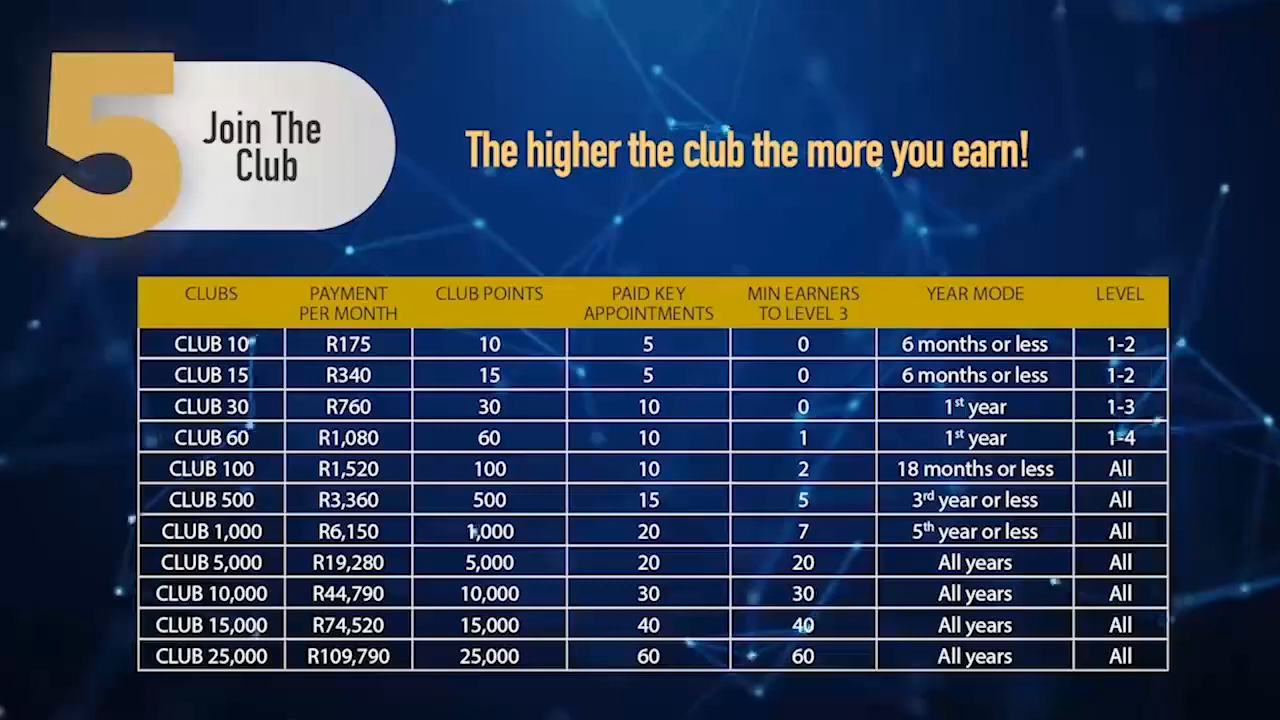 5
Join The
Club
The higher the club the more you earn!
CLUBS PAYMENT PER MONTH CLUB POINTS PAID KEY APPOINTMENTS MIN EARNERS TO LEVEL 3 YEAR MODE LEVEL
CLUB 10 R175 10 5 0 6 months or less 1-2
CLUB 15 R340 15 5 0 6 months or less 1-2
CLUB 30 R760 30 10 0 1st year 1-3
CLUB 60 R1,080 60 10 1 1st year 1-4
CLUB 100 R1,520 100 10 2 18 months or less All
CLUB 500 R3,360 500 15 5 3rd year or less All
CLUB 1,000 R6,150 1,000 20 7 5th year or less All
CLUB 5,000 R19,280 5,000 20 20 All years All
CLUB 10,000 R44,790 10,000 30 30 All years All
CLUB 15,000 R74,520 15,000 40 40 All years All
CLUB 25,000 R109,790 25,000 60 60 All years All